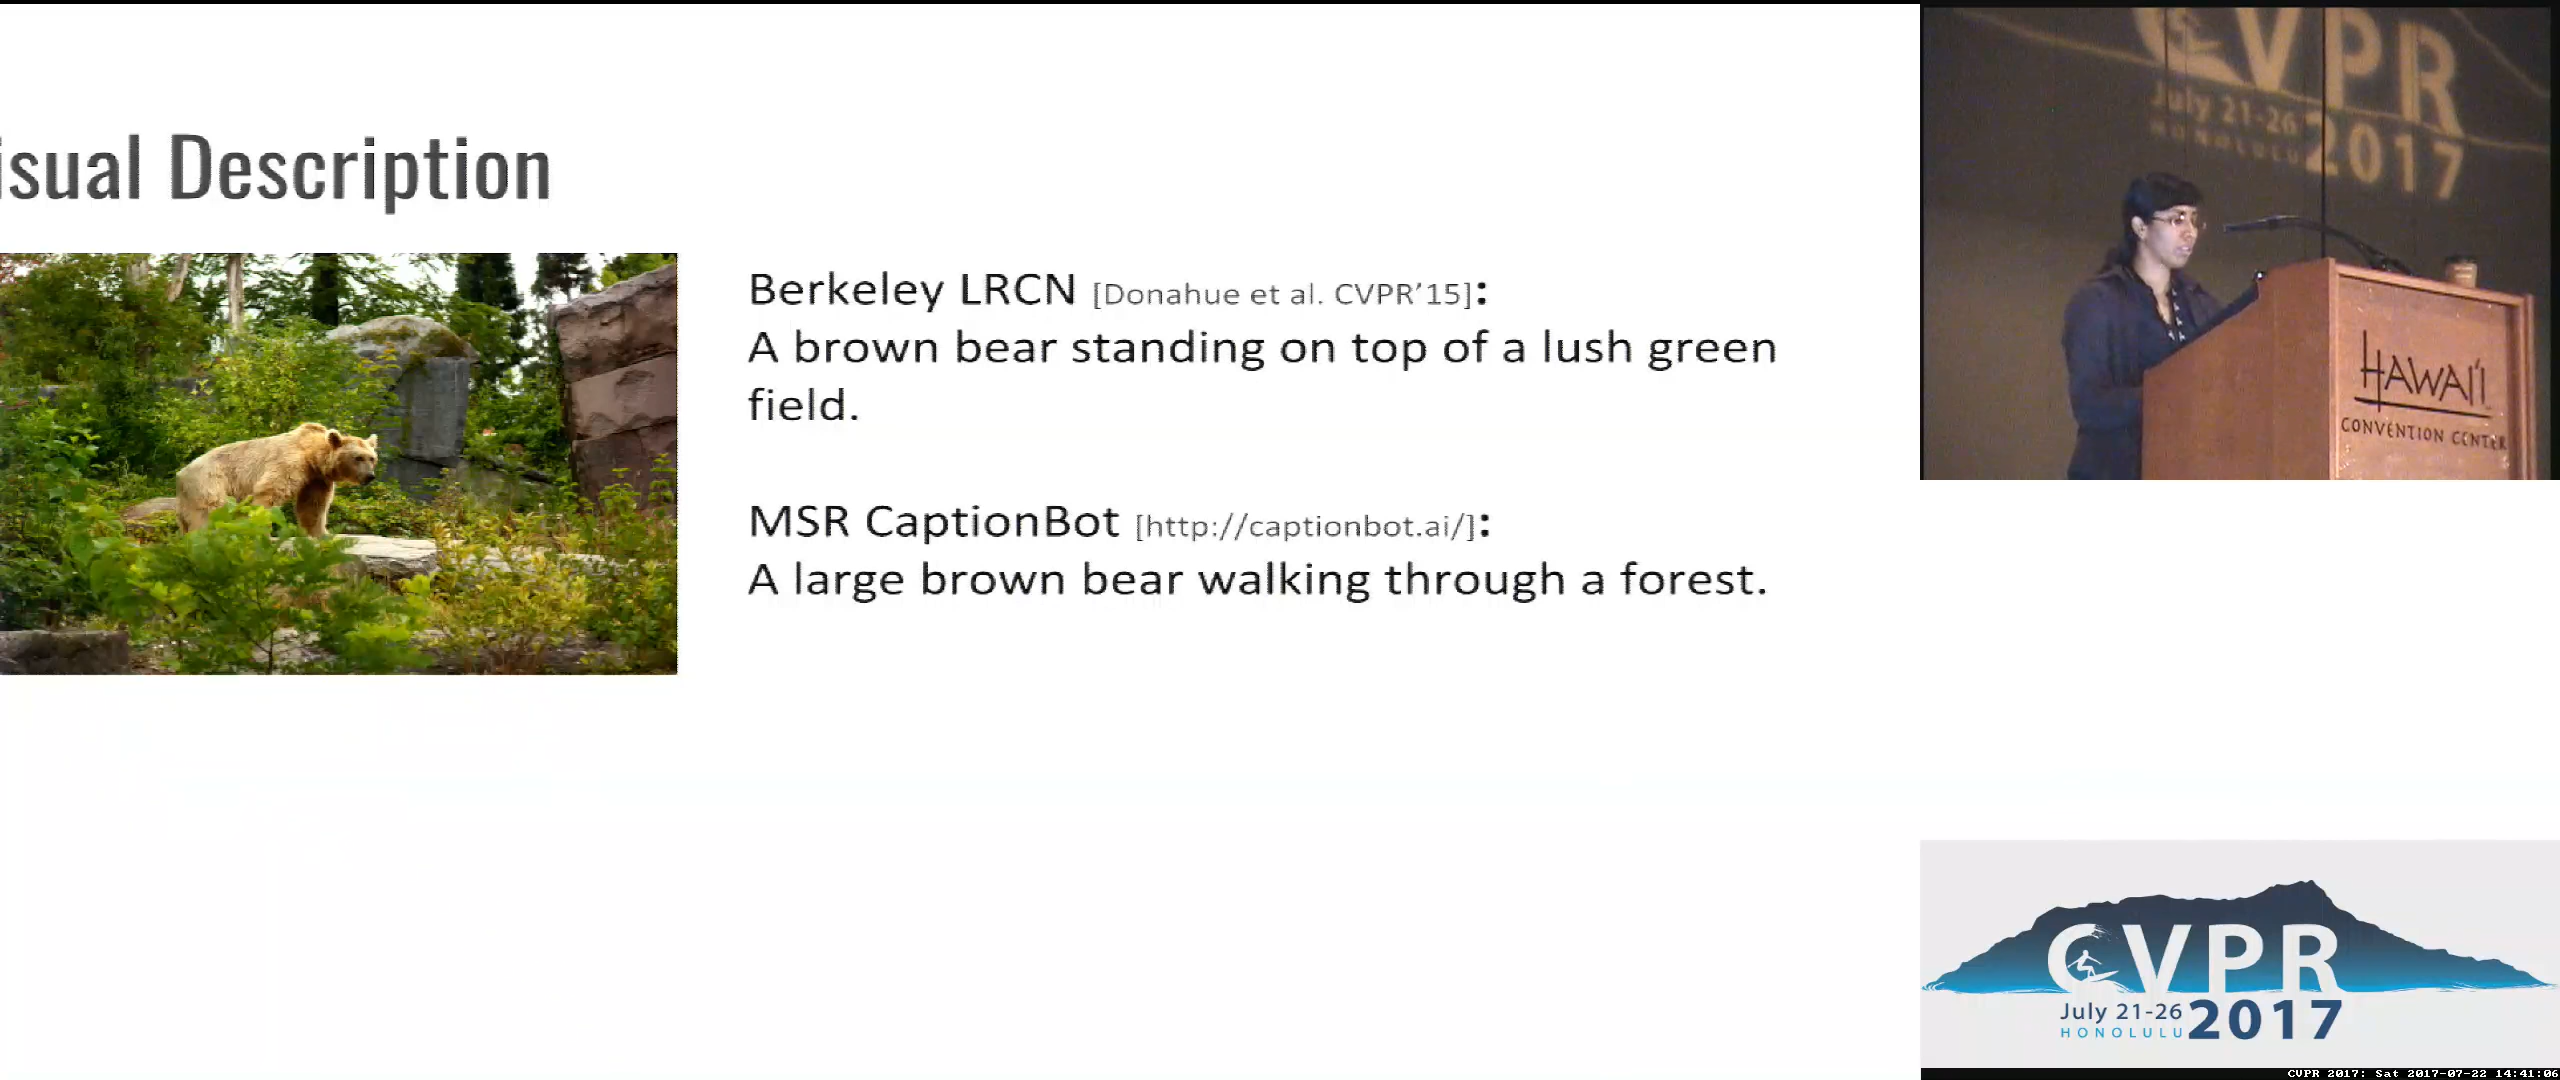 isual Description
Berkeley LRCN [Donahue et al. CVPR'15]:
A brown bear standing on top of a lush green
field.
MSR CaptionBot [http://captionbot.ai/]:
A large brown bear walking through a forest.
CVPR
July 21-26
HONOLULU
2017
HAWAI'I
CONVENTION CENTER
CVPR
July 21-26
HONOLULU
2017
CVPR 2017: Sat 2017-07-22 14:41:06